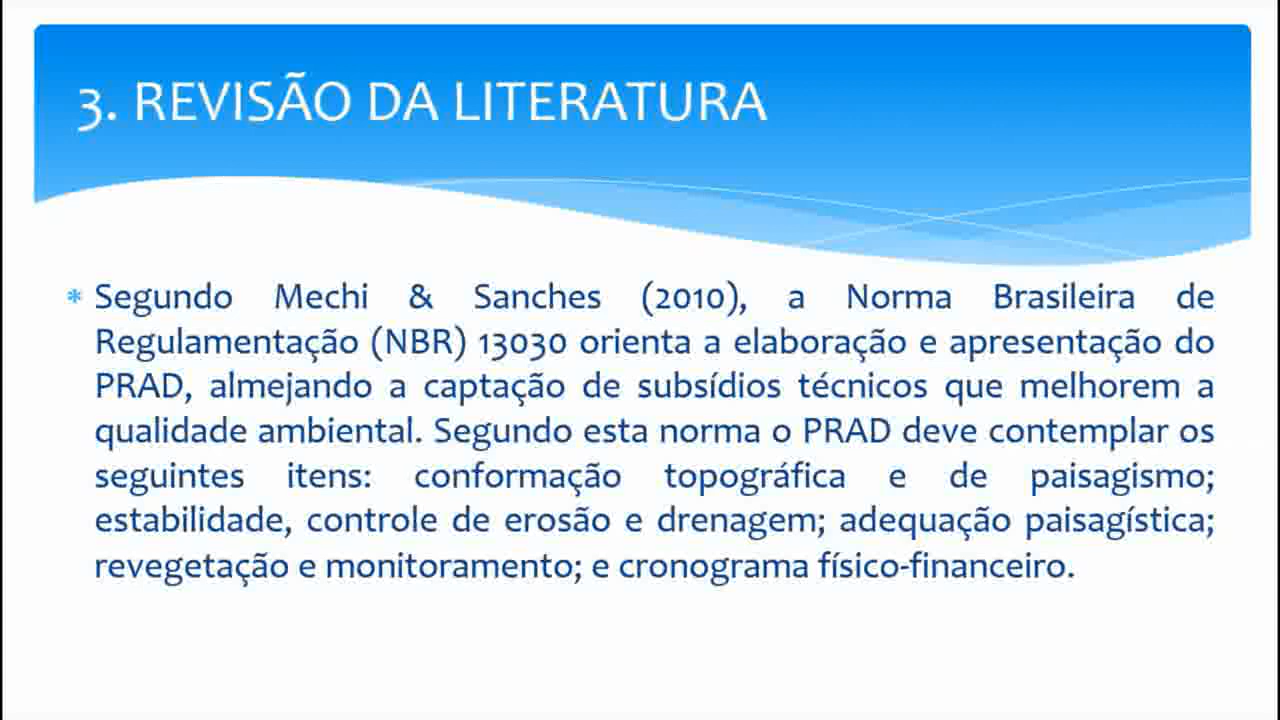 3. REVISÃO DA LITERATURA
* Segundo Mechi & Sanches (2010), a Norma Brasileira de
Regulamentação (NBR) 13030 orienta a elaboração e apresentação do
PRAD, almejando a captação de subsídios técnicos que melhorem a
qualidade ambiental. Segundo esta norma o PRAD deve contemplar os
seguintes itens: conformação topográfica e de paisagismo;
estabilidade, controle de erosão e drenagem; adequação paisagística;
revegetação e monitoramento; e cronograma físico-financeiro.